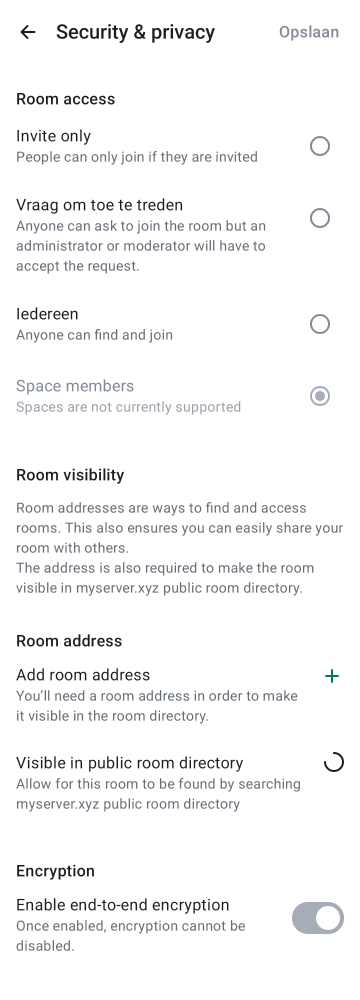 Security & privacy
Opslaan
Room access
Invite only
People can only join if they are invited
Vraag om toe te treden
Anyone can ask to join the room but an
administrator or moderator will have to
accept the request.
Iedereen
Anyone can find and join
Space members
Spaces are not currently supported
Room visibility
Room addresses are ways to find and access
rooms. This also ensures you can easily share your
room with others.
The address is also required to make the room
visible in myserver.xyz public room directory.
Room address
Add room address
You’ll need a room address in order to make
it visible in the room directory.
Visible in public room directory
Allow for this room to be found by searching
myserver.xyz public room directory
Encryption
Enable end-to-end encryption
Once enabled, encryption cannot be
disabled.